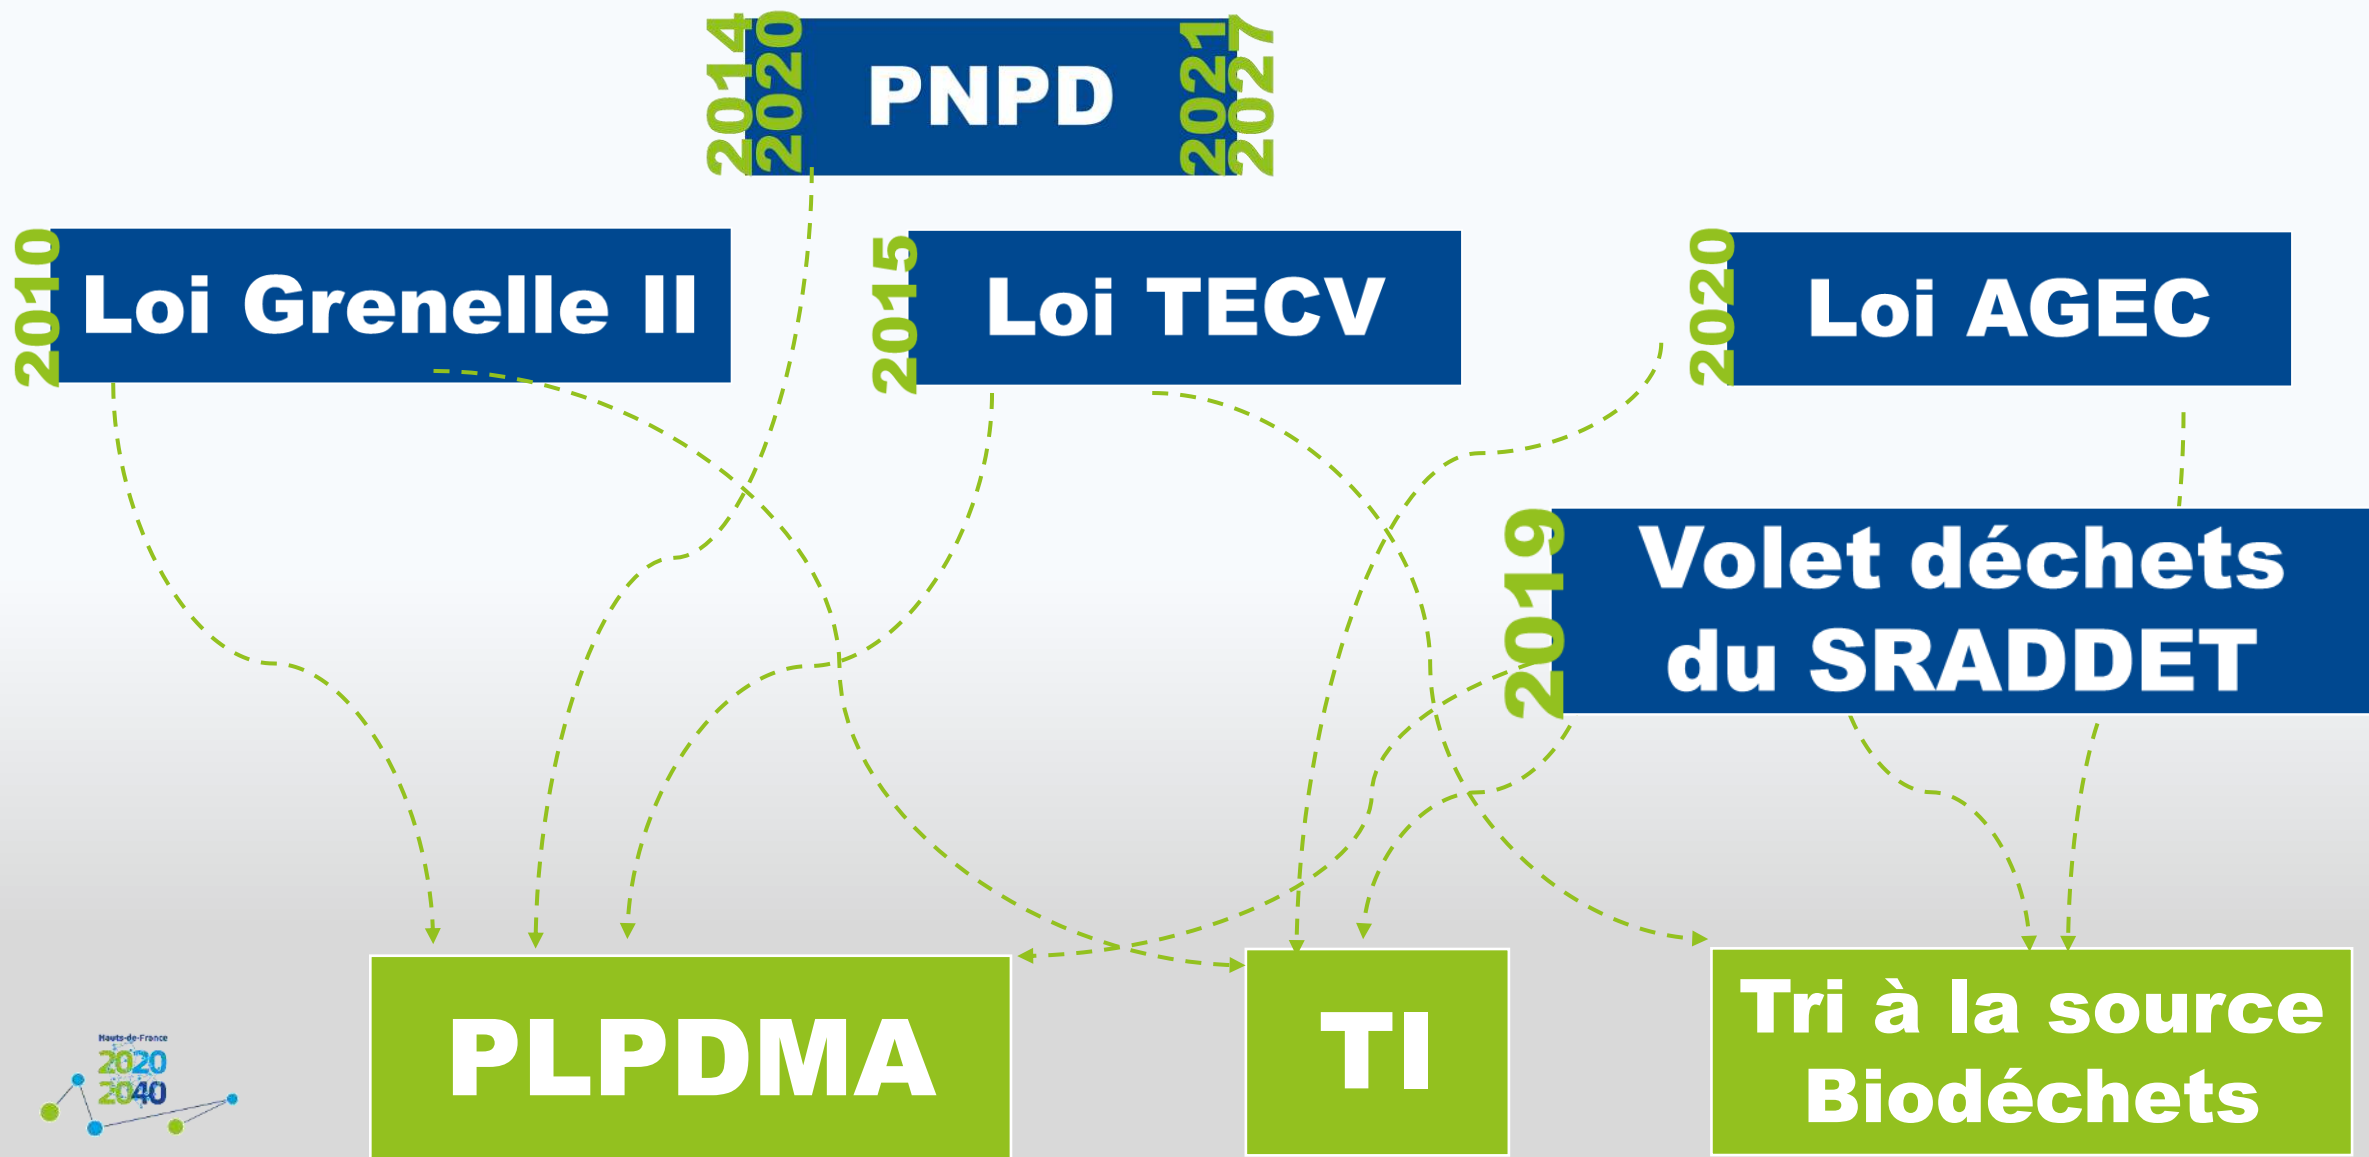 2014
2020
PNPD
2021
2027
2010
Loi Grenelle II
2015
Loi TECV
2020
Loi AGEC
2019
Volet déchets
du SRADDET
PLPDMA
TI
Tri à la source
Biodéchets
Hauts-de-France
2020
2040